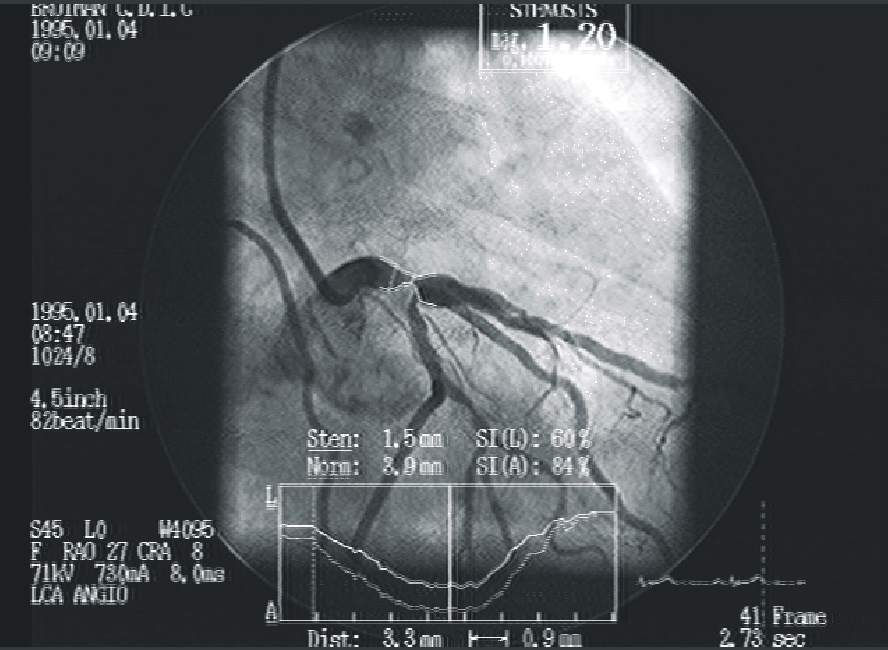 1995.01.04
09:09
STENOSIS
mag. 1.20
1995.01.04
08:47
1024/8
4.5inch
82beat/min
Sten: 1.5mm SI(L): 60%
Norm: 3.9mm SI(A): 84%
L
A
Dist: 3.3mm 0.9mm
S45 L0 W4095
F RAO 27 CRA 8
71kV 730mA 8.0ms
LCA ANGIO
41 Frame
2.73 sec